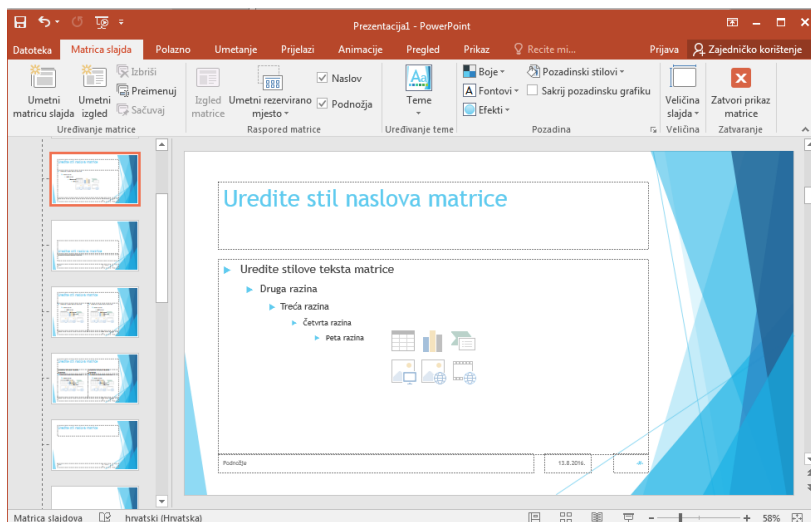 Prezentacija1 - PowerPoint
Datoteka Matrica slajda Polazno Umetanje Prijelazi Animacije Pregled Prikaz Recite mi... Prijava Zajedničko korištenje
Umetni matricu slajda
Umetni izgled
Izbriši
Preimenuj
Sačuvaj
Uređivanje matrice
Izgled matrice
Umetni rezervirano mjesto
Naslov
Podnožja
Raspored matrice
Aa
Teme
Uređivanje teme
Boje
A Fontovi
Efekti
Pozadinski stilovi
Sakrij pozadinsku grafiku
Pozadina
Veličina slajda
Veličina
Zatvori prikaz matrice
Zatvaranje
Uredite stil naslova matrice
Uredite stilove teksta matrice
Druga razina
Treća razina
Četvrta razina
Peta razina
Podnožje
Matrica slajdova hrvatski (Hrvatska) 58%